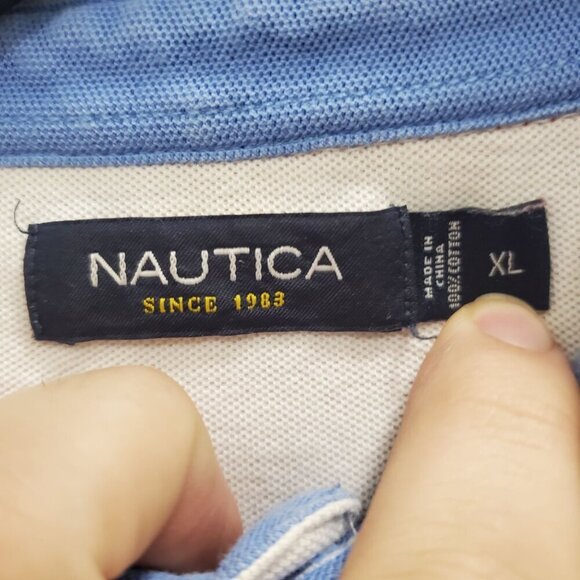 NAUTICA
SINCE 1983
MADE IN
CHINA
100% COTTON
XL